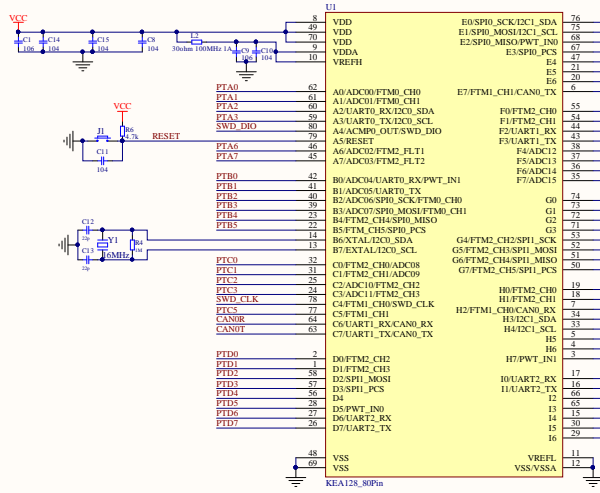 U1
VCC
C1
106
C14
104
C15
104
C8
104
L2
30ohm 100MHz 1A
C9
106
C10
104
8 VDD
49 VDD
70 VDD
9 VDDA
10 VREFH
PTA0 62 A0/ADC00/FTM0_CH0
PTA1 61 A1/ADC01/FTM0_CH1
PTA2 60 A2/UART0_RX/I2C0_SDA
PTA3 59 A3/UART0_TX/I2C0_SCL
SWD_DIO 80 A4/ACMP0_OUT/SWD_DIO
RESET 79 A5/RESET
PTA6 46 A6/ADC02/FTM2_FLT1
PTA7 45 A7/ADC03/FTM2_FLT2
VCC
J1
R6
4.7k
C11
104
PTB0 42 B0/ADC04/UART0_RX/PWT_IN1
PTB1 41 B1/ADC05/UART0_TX
PTB2 40 B2/ADC06/SPI0_SCK/FTM0_CH0
PTB3 39 B3/ADC07/SPI0_MOSI/FTM0_CH1
PTB4 23 B4/FTM2_CH4/SPI0_MISO
PTB5 22 B5/FTM_CH5/SPI0_PCS
14 B6/XTAL/I2C0_SDA
13 B7/EXTAL/I2C0_SCL
C12
22p
C13
22p
Y1
16MHz
R4
PTC0 32 C0/FTM2_CH0/ADC08
PTC1 31 C1/FTM2_CH1/ADC09
PTC2 25 C2/ADC10/FTM2_CH2
PTC3 24 C3/ADC11/FTM2_CH3
SWD_CLK 78 C4/FTM1_CH0/SWD_CLK
PTC5 77 C5/FTM1_CH1
CAN0R 64 C6/UART1_RX/CAN0_RX
CAN0T 63 C7/UART1_TX/CAN0_TX
PTD0 2 D0/FTM2_CH2
PTD1 1 D1/FTM2_CH3
PTD2 58 D2/SPI1_MOSI
PTD3 57 D3/SPI1_MISO
PTD4 56 D4
PTD5 28 D5/PWT_IN0
PTD6 27 D6/UART2_RX
PTD7 26 D7/UART2_TX
48 VSS
69 VSS
E0/SPI0_SCK/I2C1_SDA 76
E1/SPI0_MOSI/I2C1_SCL 75
E2/SPI0_MISO/PWT_IN0 68
E3/SPI0_PCS 67
E4 47
E5 21
E6 20
E7/FTM1_CH1/CAN0_TX 6
F0/FTM2_CH0 55
F1/FTM2_CH1 54
F2/UART1_RX 44
F3/UART1_TX 43
F4/ADC12 38
F5/ADC13 37
F6/ADC14 36
F7/ADC15 35
G0 74
G1 73
G2 72
G3 71
G4/FTM2_CH2/SPI1_SCK 53
G5/FTM2_CH3/SPI1_MOSI 52
G6/FTM2_CH4/SPI1_MISO 51
G7/FTM2_CH5/SPI1_PCS 50
H0/FTM2_CH0 19
H1/FTM2_CH1 18
H2/FTM1_CH0/CAN0_RX 7
H3/I2C1_SDA 34
H4/I2C1_SCL 33
H5 5
H6 4
H7/PWT_IN1 3
I0/UART2_RX 17
I1/UART2_TX 16
I2 66
I3 65
I4 15
I5 30
I6 29
VREFL 11
VSS/VSSA 12
KEA128_80Pin